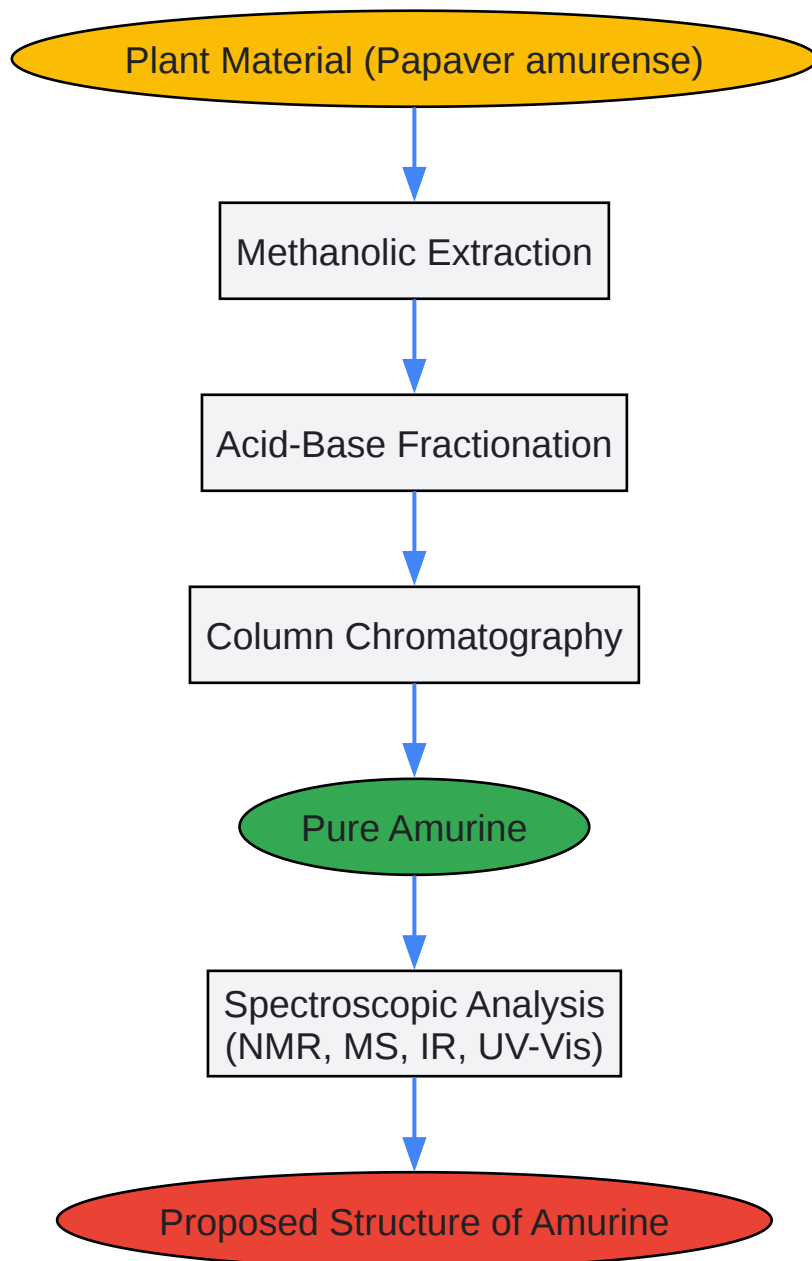 Plant Material (Papaver amurense)
Methanolic Extraction
Acid-Base Fractionation
Column Chromatography
Pure Amurine
Spectroscopic Analysis
(NMR, MS, IR, UV-Vis)
Proposed Structure of Amurine